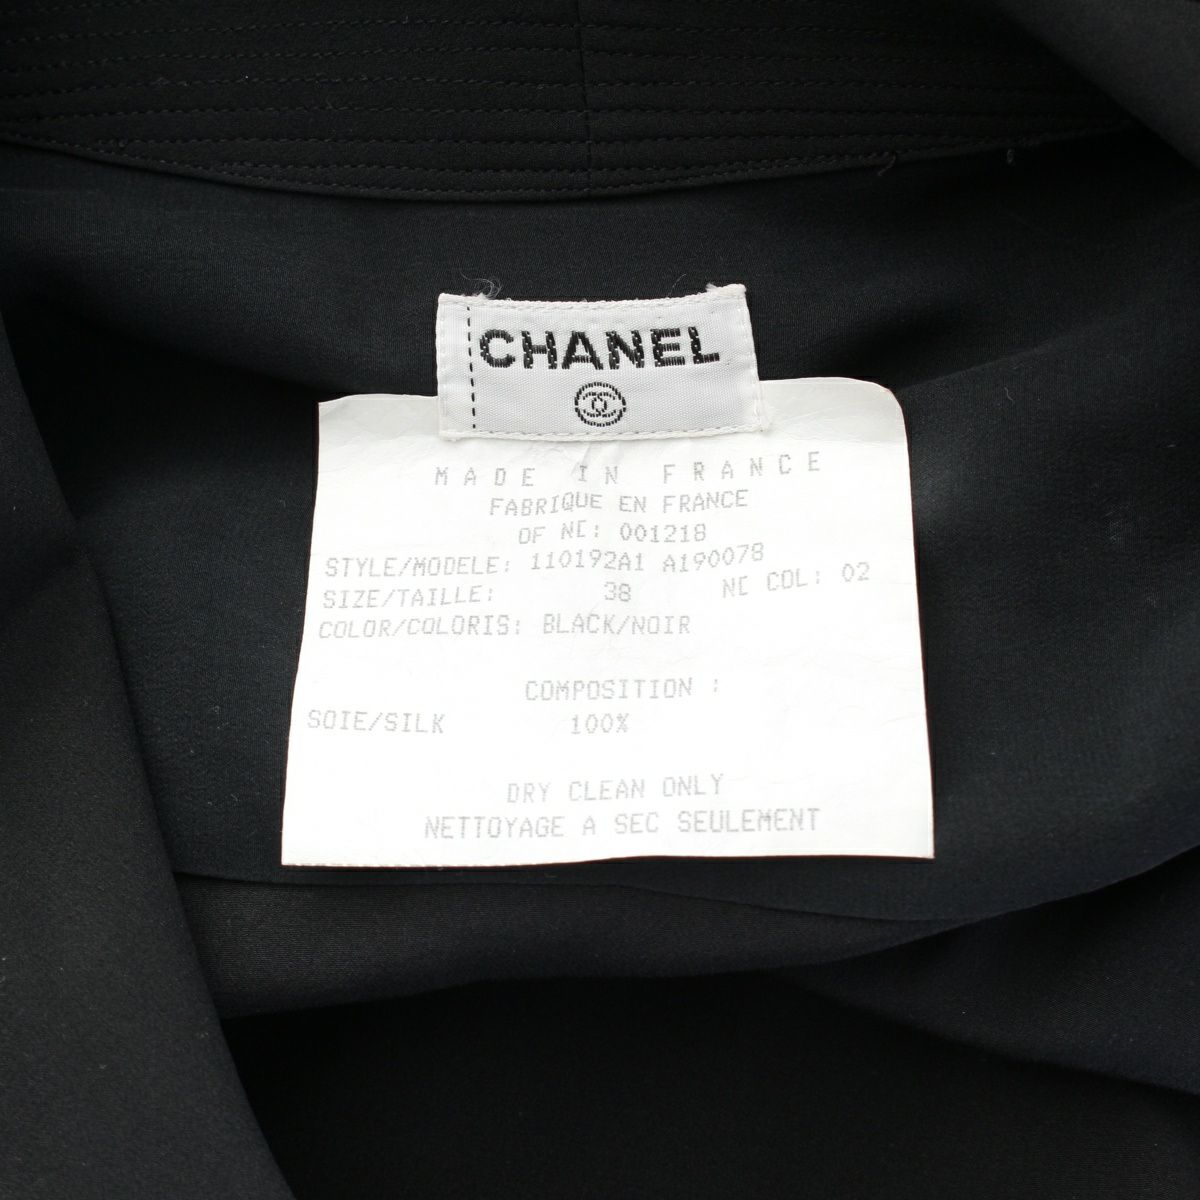 CHANEL
MADE IN FRANCE
FABRIQUE EN FRANCE
OF NC: 001218
STYLE/MODELE: 110192A1 A190078
SIZE/TAILLE: 38 NC COL: 02
COLOR/COLORIS: BLACK/NOIR
COMPOSITION :
SOIE/SILK 100%
DRY CLEAN ONLY
NETTOYAGE A SEC SEULEMENT